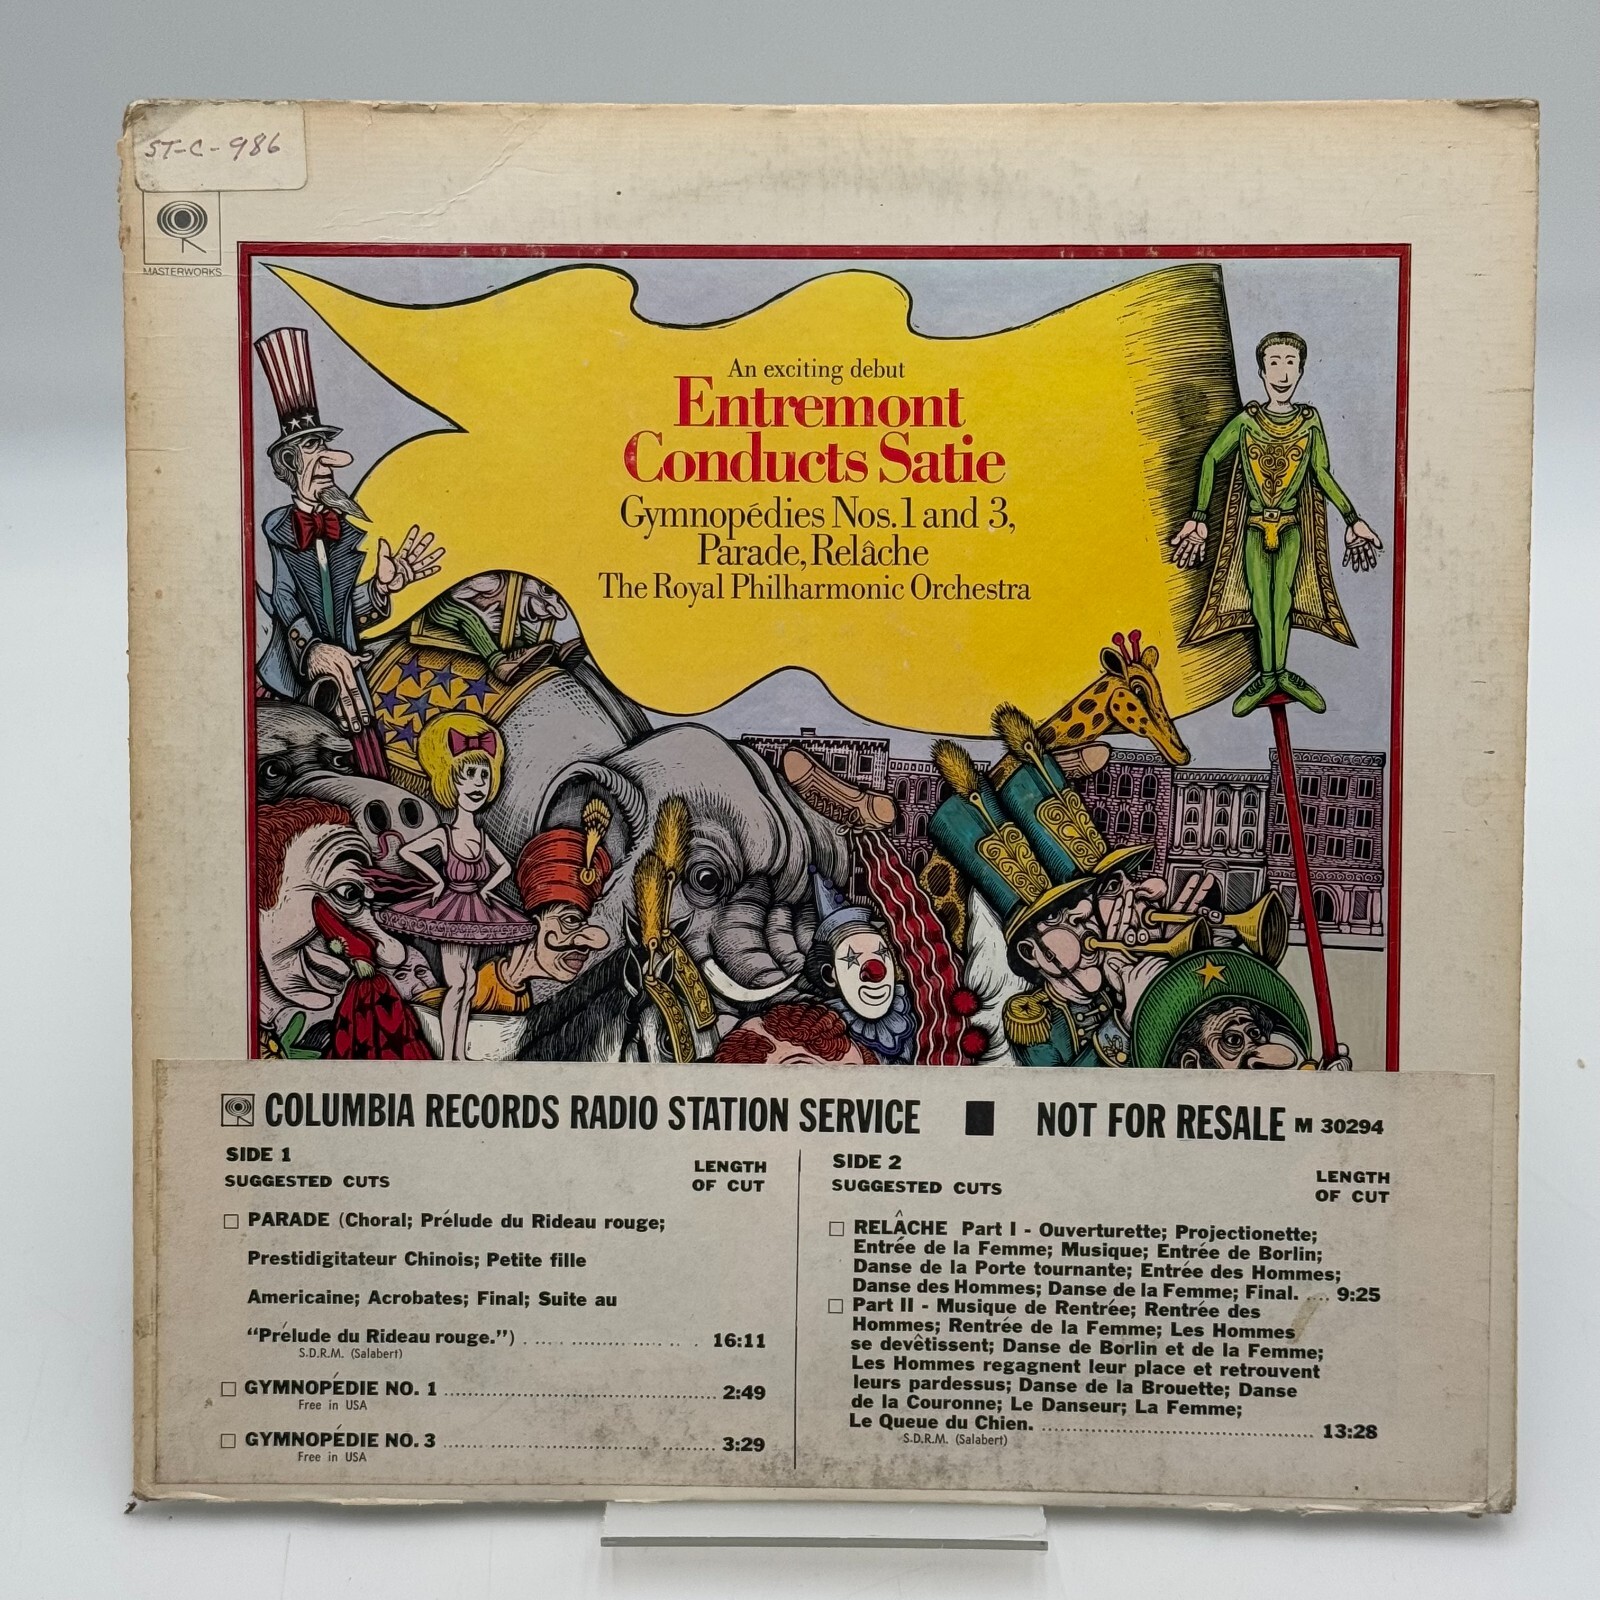 ST-C-986
MASTERWORKS
An exciting debut
Entremont
Conducts Satie
Gymnopédies Nos. 1 and 3,
Parade, Relâche
The Royal Philharmonic Orchestra
COLUMBIA RECORDS RADIO STATION SERVICE ■ NOT FOR RESALE M 30294
SIDE 1
SUGGESTED CUTS
LENGTH
OF CUT
PARADE (Choral; Prélude du Rideau rouge;
Prestidigitateur Chinois; Petite fille
Americaine; Acrobates; Final; Suite au
“Prélude du Rideau rouge.”) 16:11
S.D.R.M. (Salabert)
GYMNOPÉDIE NO. 1 2:49
Free in USA
GYMNOPÉDIE NO. 3 3:29
Free in USA
SIDE 2
SUGGESTED CUTS
LENGTH
OF CUT
RELÂCHE Part I - Ouverturette; Projectionette;
Entrée de la Femme; Musique; Entrée de Borlin;
Danse de la Porte tournante; Entrée des Hommes;
Danse des Hommes; Danse de la Femme; Final. 9:25
Part II - Musique de Rentrée; Rentrée des
Hommes; Rentrée de la Femme; Les Hommes
se devêtissent; Danse de Borlin et de la Femme;
Les Hommes regagnent leur place et retrouvent
leurs pardessus; Danse de la Brouette; Danse
de la Couronne; Le Danseur; La Femme;
Le Queue du Chien. 13:28
S.D.R.M. (Salabert)